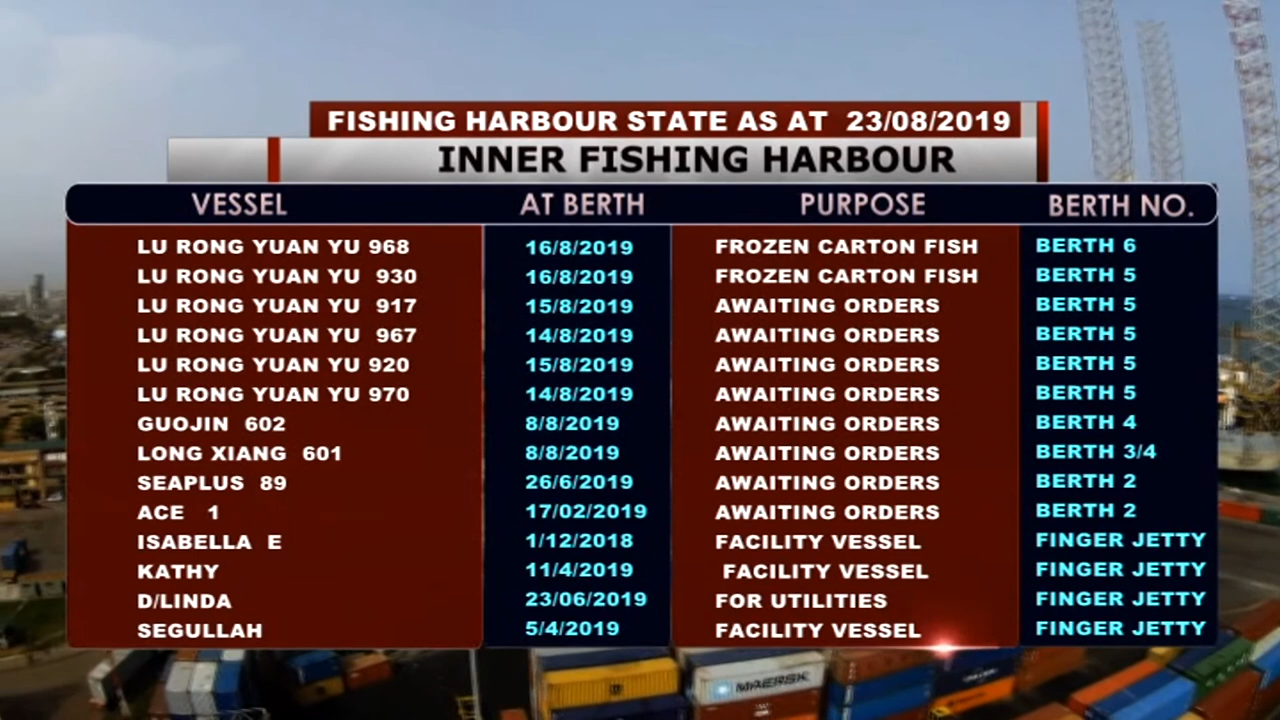 FISHING HARBOUR STATE AS AT 23/08/2019
INNER FISHING HARBOUR
VESSEL AT BERTH PURPOSE BERTH NO.
LU RONG YUAN YU 968 16/8/2019 FROZEN CARTON FISH BERTH 6
LU RONG YUAN YU 930 16/8/2019 FROZEN CARTON FISH BERTH 5
LU RONG YUAN YU 917 15/8/2019 AWAITING ORDERS BERTH 5
LU RONG YUAN YU 967 14/8/2019 AWAITING ORDERS BERTH 5
LU RONG YUAN YU 920 15/8/2019 AWAITING ORDERS BERTH 5
LU RONG YUAN YU 970 14/8/2019 AWAITING ORDERS BERTH 5
GUOJIN 602 8/8/2019 AWAITING ORDERS BERTH 4
LONG XIANG 601 8/8/2019 AWAITING ORDERS BERTH 3/4
SEAPLUS 89 26/6/2019 AWAITING ORDERS BERTH 2
ACE 1 17/02/2019 AWAITING ORDERS BERTH 2
ISABELLA E 1/12/2018 FACILITY VESSEL FINGER JETTY
KATHY 11/4/2019 FACILITY VESSEL FINGER JETTY
D/LINDA 23/06/2019 FOR UTILITIES FINGER JETTY
SEGULLAH 5/4/2019 FACILITY VESSEL FINGER JETTY
MAERSK